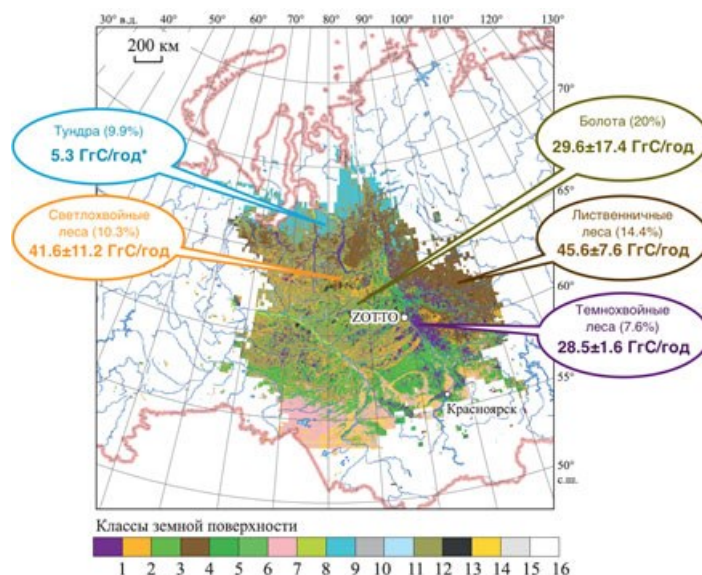 30° в.д. 40° 50° 60° 70° 80° 90° 100° 110° 120° 130°
200 км
70°
Тундра (9.9%)
5.3 ГгС/год*
Болота (20%)
29.6±17.4 ГгС/год
65°
Светлохвойные
леса (10.3%)
41.6±11.2 ГгС/год
Лиственничные
леса (14.4%)
45.6±7.6 ГгС/год
60°
ZOTTO
Темнохвойные
леса (7.6%)
28.5±1.6 ГгС/год
55°
Красноярск
50°
с.ш.
Классы земной поверхности
1 2 3 4 5 6 7 8 9 10 11 12 13 14 15 16